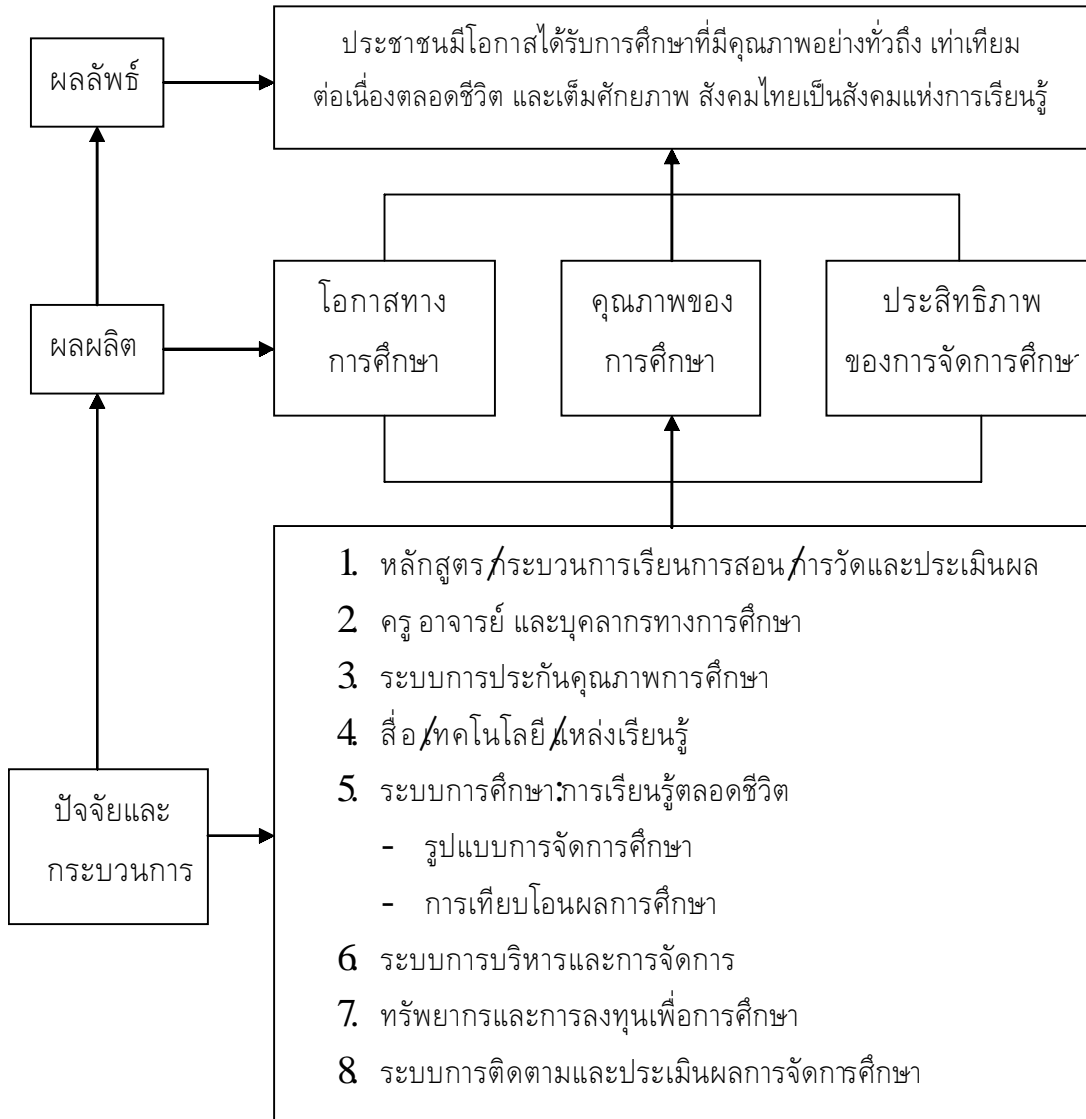 ผลลัพธ์
ประชาชนมีโอกาสได้รับการศึกษาที่มีคุณภาพอย่างทั่วถึง เท่าเทียม
ต่อเนื่องตลอดชีวิต และเต็มศักยภาพ สังคมไทยเป็นสังคมแห่งการเรียนรู้
ผลผลิต
โอกาสทาง
การศึกษา
คุณภาพของ
การศึกษา
ประสิทธิภาพ
ของการจัดการศึกษา
ปัจจัยและ
กระบวนการ
1. หลักสูตร/กระบวนการเรียนการสอน/การวัดและประเมินผล
2. ครู อาจารย์ และบุคลากรทางการศึกษา
3. ระบบการประกันคุณภาพการศึกษา
4. สื่อ/เทคโนโลยี/แหล่งเรียนรู้
5. ระบบการศึกษา:การเรียนรู้ตลอดชีวิต
- รูปแบบการจัดการศึกษา
- การเทียบโอนผลการศึกษา
6. ระบบการบริหารและการจัดการ
7. ทรัพยากรและการลงทุนเพื่อการศึกษา
8. ระบบการติดตามและประเมินผลการจัดการศึกษา